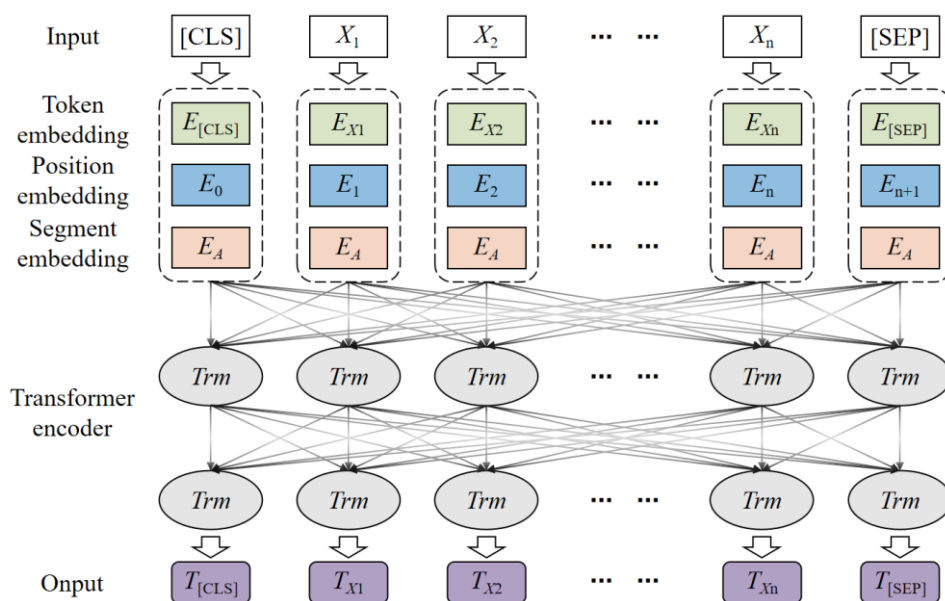 Input [CLS] X1 X2 ... ... Xn [SEP]
Token embedding E[CLS] EX1 EX2 ... ... EXn E[SEP]
Position embedding E0 E1 E2 ... ... En En+1
Segment embedding EA EA EA ... ... EA EA
Trm Trm Trm ... ... Trm Trm
Transformer encoder
Trm Trm Trm ... ... Trm Trm
Onput T[CLS] TX1 TX2 ... ... TXn T[SEP]